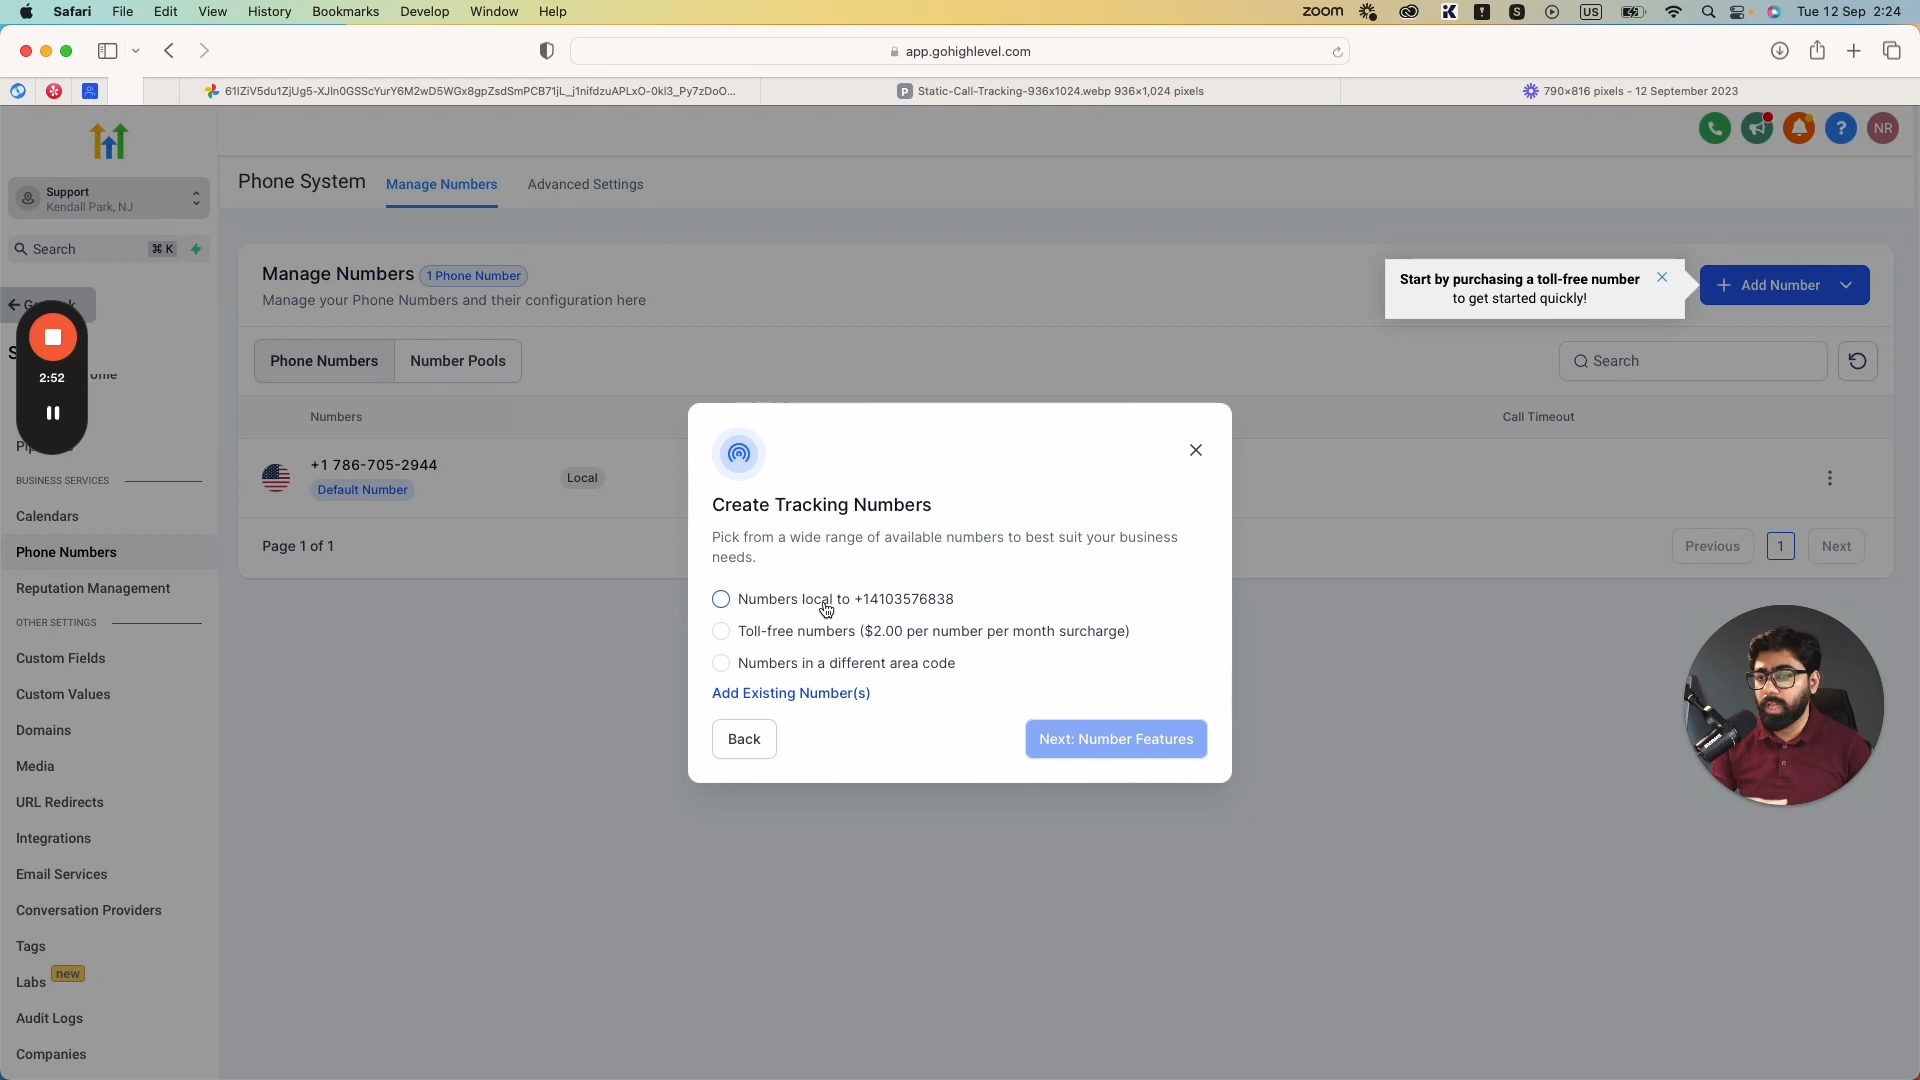 Safari File Edit View History Bookmarks Develop Window Help zoom US Tue 12 Sep 2:24
app.gohighlevel.com
61IZiV5du1ZjUg5-XJln0GSScYurY6M2wD5WGx8gpZsdSmPCB71jL_j1nifdzuAPLxO-0kl3_Py7zDoO... Static-Call-Tracking-936x1024.webp 936×1,024 pixels 790×816 pixels - 12 September 2023
NR
Support
Kendall Park, NJ
Search ⌘ K
2:52
BUSINESS SERVICES
Calendars
Phone Numbers
Reputation Management
OTHER SETTINGS
Custom Fields
Custom Values
Domains
Media
URL Redirects
Integrations
Email Services
Conversation Providers
Tags
Labs new
Audit Logs
Companies
Phone System Manage Numbers Advanced Settings
Manage Numbers 1 Phone Number
Manage your Phone Numbers and their configuration here
Start by purchasing a toll-free number
to get started quickly!
+ Add Number
Phone Numbers Number Pools Search
Numbers Call Timeout
+1 786-705-2944
Default Number
Local
Page 1 of 1 Previous 1 Next
Create Tracking Numbers
Pick from a wide range of available numbers to best suit your business
needs.
Numbers local to +14103576838
Toll-free numbers ($2.00 per number per month surcharge)
Numbers in a different area code
Add Existing Number(s)
Back Next: Number Features